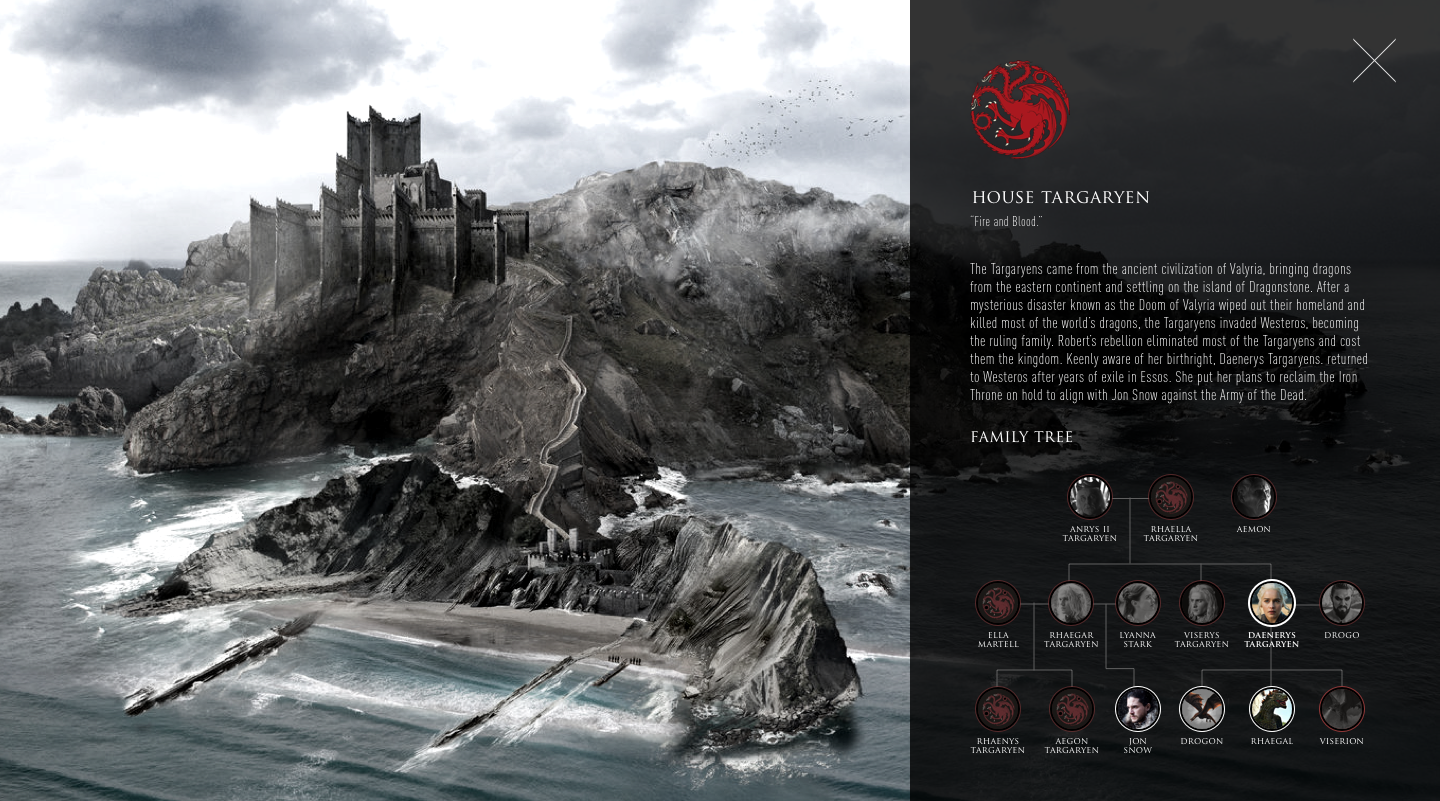 HOUSE TARGARYEN
"Fire and Blood."
The Targaryens came from the ancient civilization of Valyria, bringing dragons
from the eastern continent and settling on the island of Dragonstone. After a
mysterious disaster known as the Doom of Valyria wiped out their homeland and
killed most of the world's dragons, the Targaryens invaded Westeros, becoming
the ruling family. Robert's rebellion eliminated most of the Targaryens and cost
them the kingdom. Keenly aware of her birthright, Daenerys Targaryens. returned
to Westeros after years of exile in Essos. She put her plans to reclaim the Iron
Throne on hold to align with Jon Snow against the Army of the Dead.
FAMILY TREE
ANRYS II
TARGARYEN
RHAELLA
TARGARYEN
AEMON
ELLA
MARTELL
RHAEGAR
TARGARYEN
LYANNA
STARK
VISERYS
TARGARYEN
DAENERYS
TARGARYEN
DROGO
RHAENYS
TARGARYEN
AEGON
TARGARYEN
JON
SNOW
DROGON
RHAEGAL
VISERION